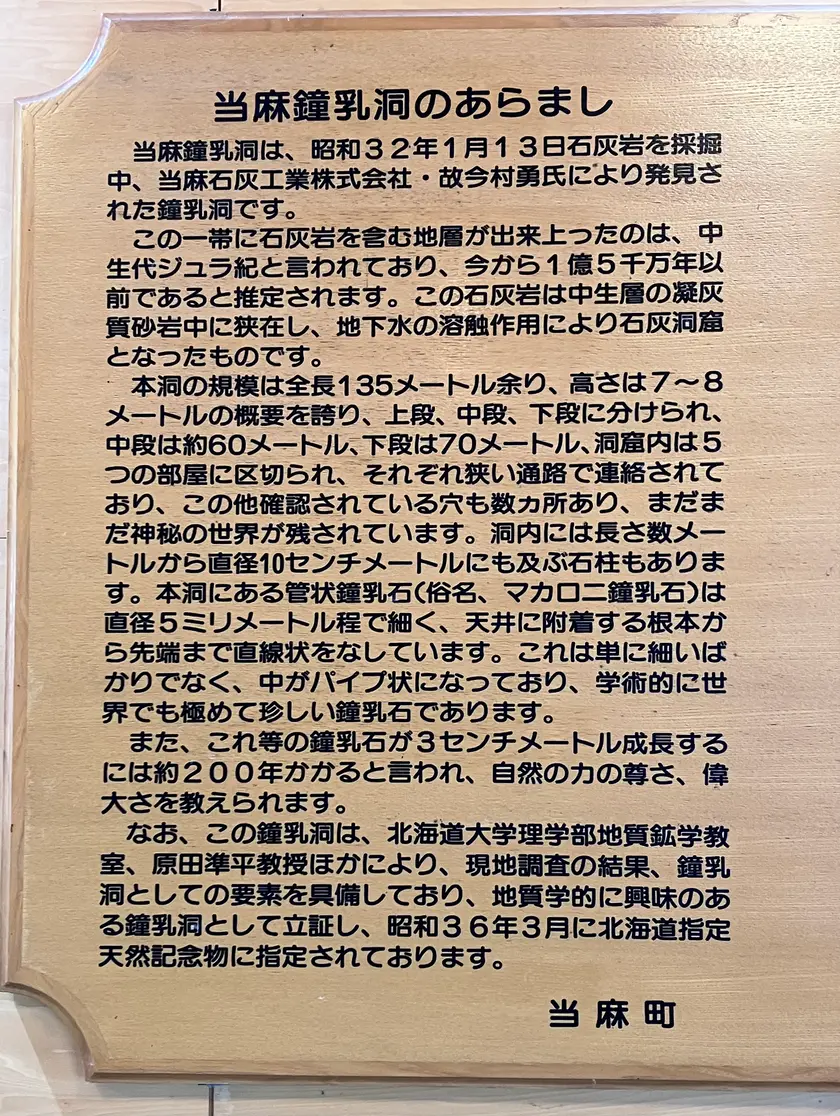 当麻鐘乳洞のあらまし
当麻鐘乳洞は、昭和32年1月13日石灰岩を採掘
中、当麻石灰工業株式会社・故今村勇氏により発見さ
れた鐘乳洞です。
この一帯に石灰岩を含む地層が出来上ったのは、中
生代ジュラ紀と言われており、今から1億5千万年以
前であると推定されます。この石灰岩は中生層の凝灰
質砂岩中に狭在し、地下水の溶触作用により石灰洞窟
となったものです。
本洞の規模は全長135メートル余り、高さは7〜8
メートルの概要を誇り、上段、中段、下段に分けられ、
中段は約60メートル、下段は70メートル、洞窟内は5
つの部屋に区切られ、それぞれ狭い通路で連絡されて
おり、この他確認されている穴も数ヵ所あり、まだま
だ神秘の世界が残されています。洞内には長さ数メー
トルから直径10センチメートルにも及ぶ石柱もありま
す。本洞にある管状鐘乳石(俗名、マカロニ鐘乳石)は
直径5ミリメートル程で細く、天井に附着する根本か
ら先端まで直線状をなしています。これは単に細いば
かりでなく、中がパイプ状になっており、学術的に世
界でも極めて珍しい鐘乳石であります。
また、これ等の鐘乳石が3センチメートル成長する
には約200年かかると言われ、自然の力の尊さ、偉
大さを教えられます。
なお、この鐘乳洞は、北海道大学理学部地質鉱学教
室、原田準平教授ほかにより、現地調査の結果、鐘乳
洞としての要素を具備しており、地質学的に興味のあ
る鐘乳洞として立証し、昭和36年3月に北海道指定
天然記念物に指定されております。
当麻町